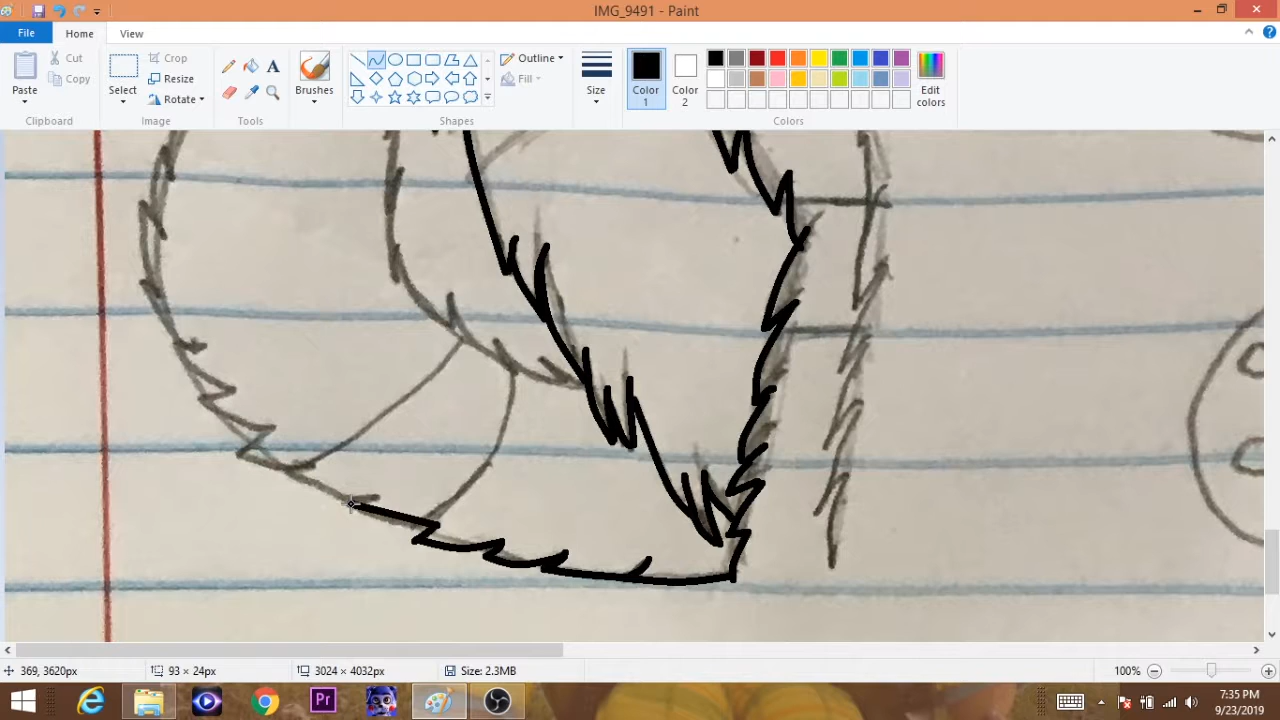 IMG_9491 - Paint
File Home View
Paste
Cut
Copy
Clipboard
Select
Crop
Resize
Rotate
Image
A
Tools
Brushes
Outline
Fill
Shapes
Size
Color 1
Color 2
Edit colors
Colors
369, 3620px 93 × 24px 3024 × 4032px Size: 2.3MB 100%
Pr
7:35 PM
9/23/2019